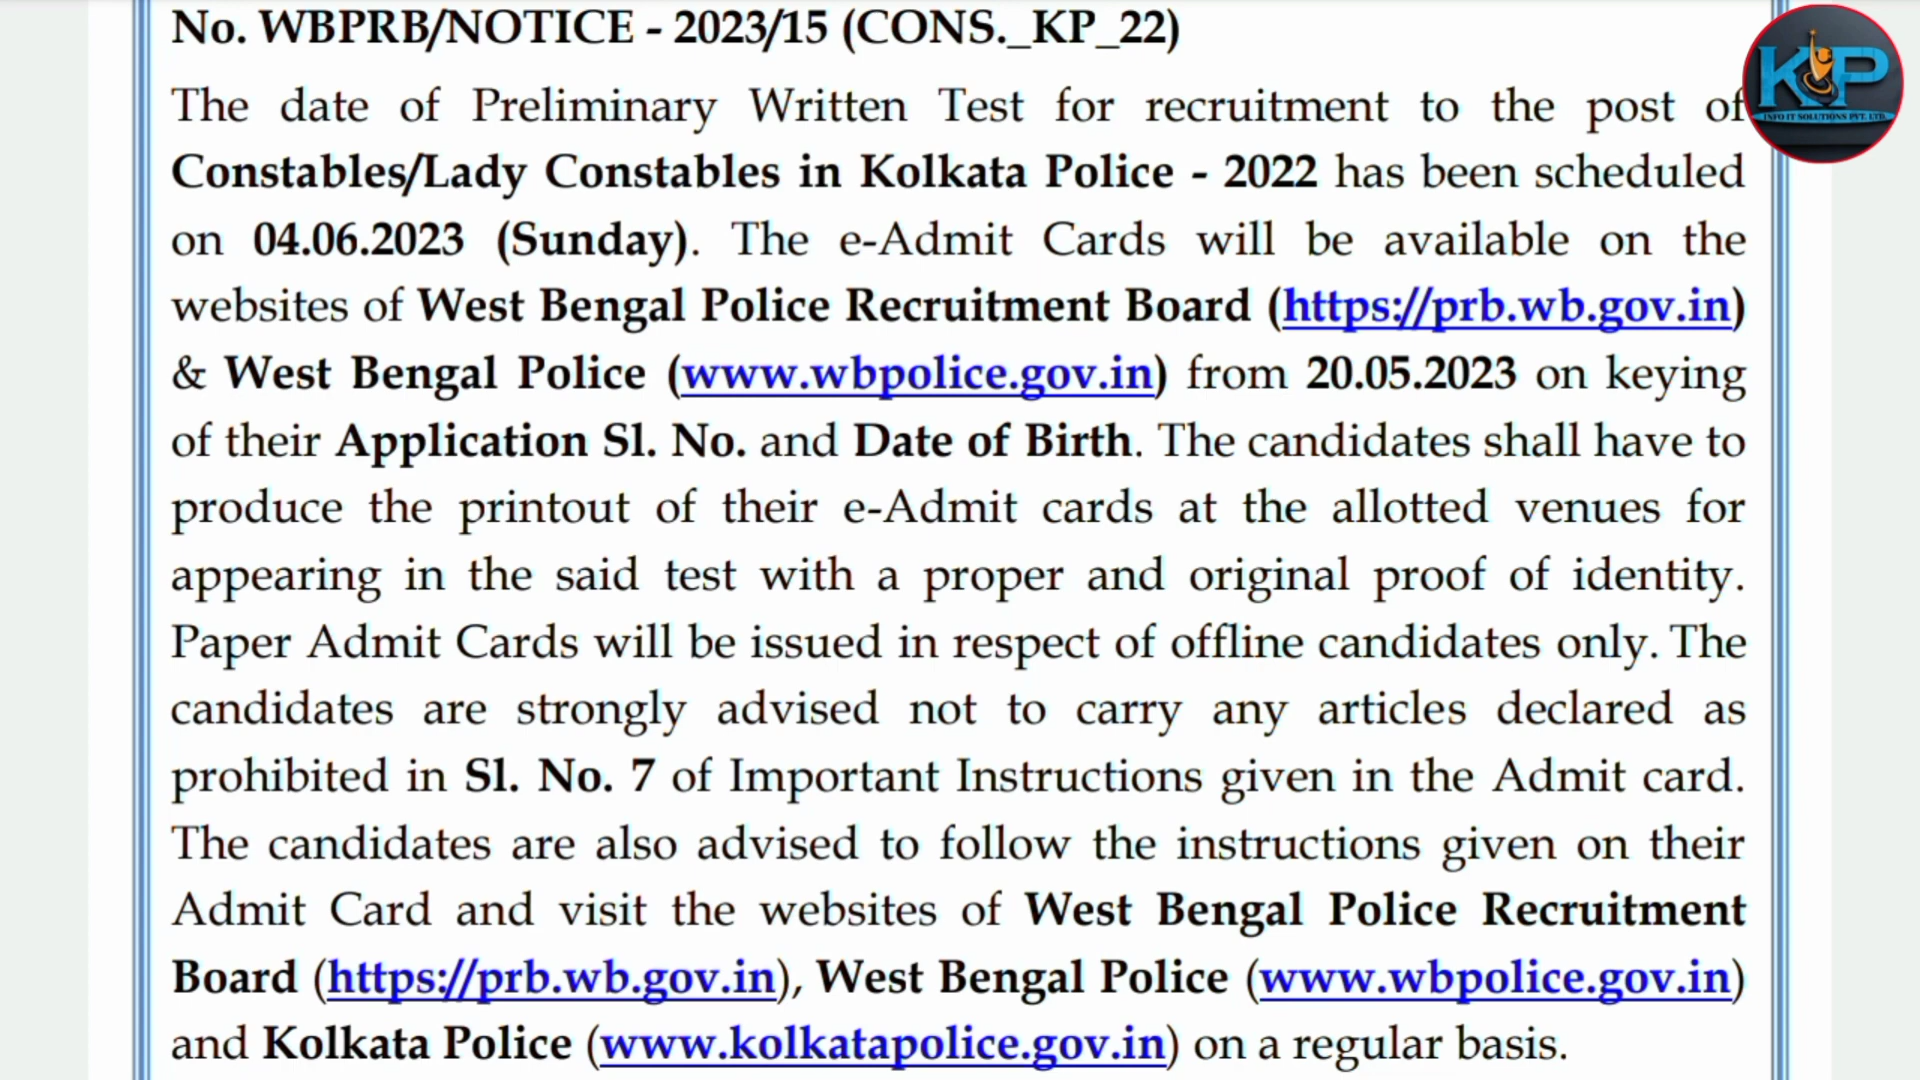 No. WBPRB/NOTICE - 2023/15 (CONS._KP_22)
The date of Preliminary Written Test for recruitment to the post of
Constables/Lady Constables in Kolkata Police - 2022 has been scheduled
on 04.06.2023 (Sunday). The e-Admit Cards will be available on the
websites of West Bengal Police Recruitment Board (https://prb.wb.gov.in)
& West Bengal Police (www.wbpolice.gov.in) from 20.05.2023 on keying
of their Application Sl. No. and Date of Birth. The candidates shall have to
produce the printout of their e-Admit cards at the allotted venues for
appearing in the said test with a proper and original proof of identity.
Paper Admit Cards will be issued in respect of offline candidates only. The
candidates are strongly advised not to carry any articles declared as
prohibited in Sl. No. 7 of Important Instructions given in the Admit card.
The candidates are also advised to follow the instructions given on their
Admit Card and visit the websites of West Bengal Police Recruitment
Board (https://prb.wb.gov.in), West Bengal Police (www.wbpolice.gov.in)
and Kolkata Police (www.kolkatapolice.gov.in) on a regular basis.
KP
INFO IT SOLUTIONS PVT. LTD.